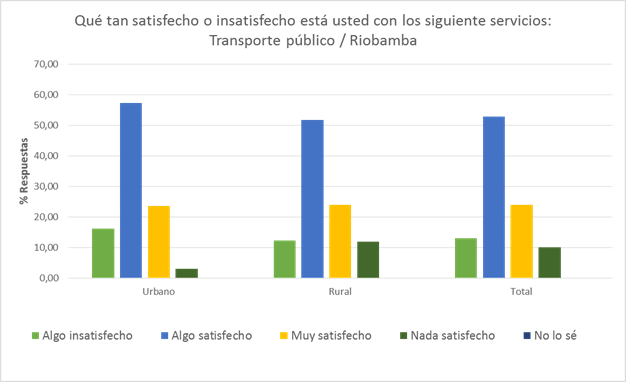 Qué tan satisfecho o insatisfecho está usted con los siguiente servicios:
Transporte público / Riobamba
% Respuestas
70,00
60,00
50,00
40,00
30,00
20,00
10,00
0,00
Urbano Rural Total
Algo insatisfecho Algo satisfecho Muy satisfecho Nada satisfecho No lo sé